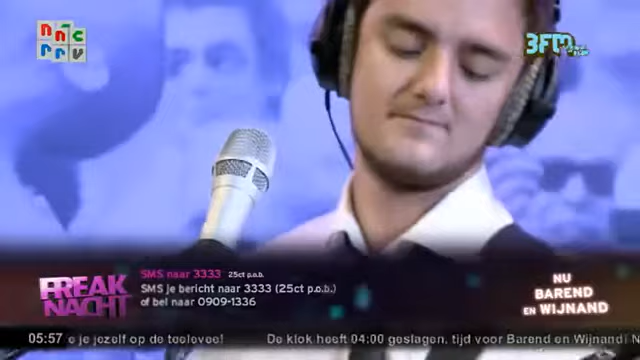 nnc
rrv
3FM
FREAK
NACHT
SMS naar 3333 25ct p.o.b.
SMS je bericht naar 3333 (25ct p.o.b.)
of bel naar 0909-1336
NU
BAREND
EN WIJNAND
05:57 e je jezelf op de teeleeve! De klok heeft 04:00 geslagen, tijd voor Barend en Wijnand!